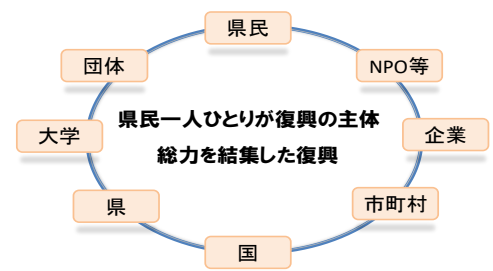 県民
団体
NPO等
県民一人ひとりが復興の主体
大学
企業
総力を結集した復興
県
市町村
国